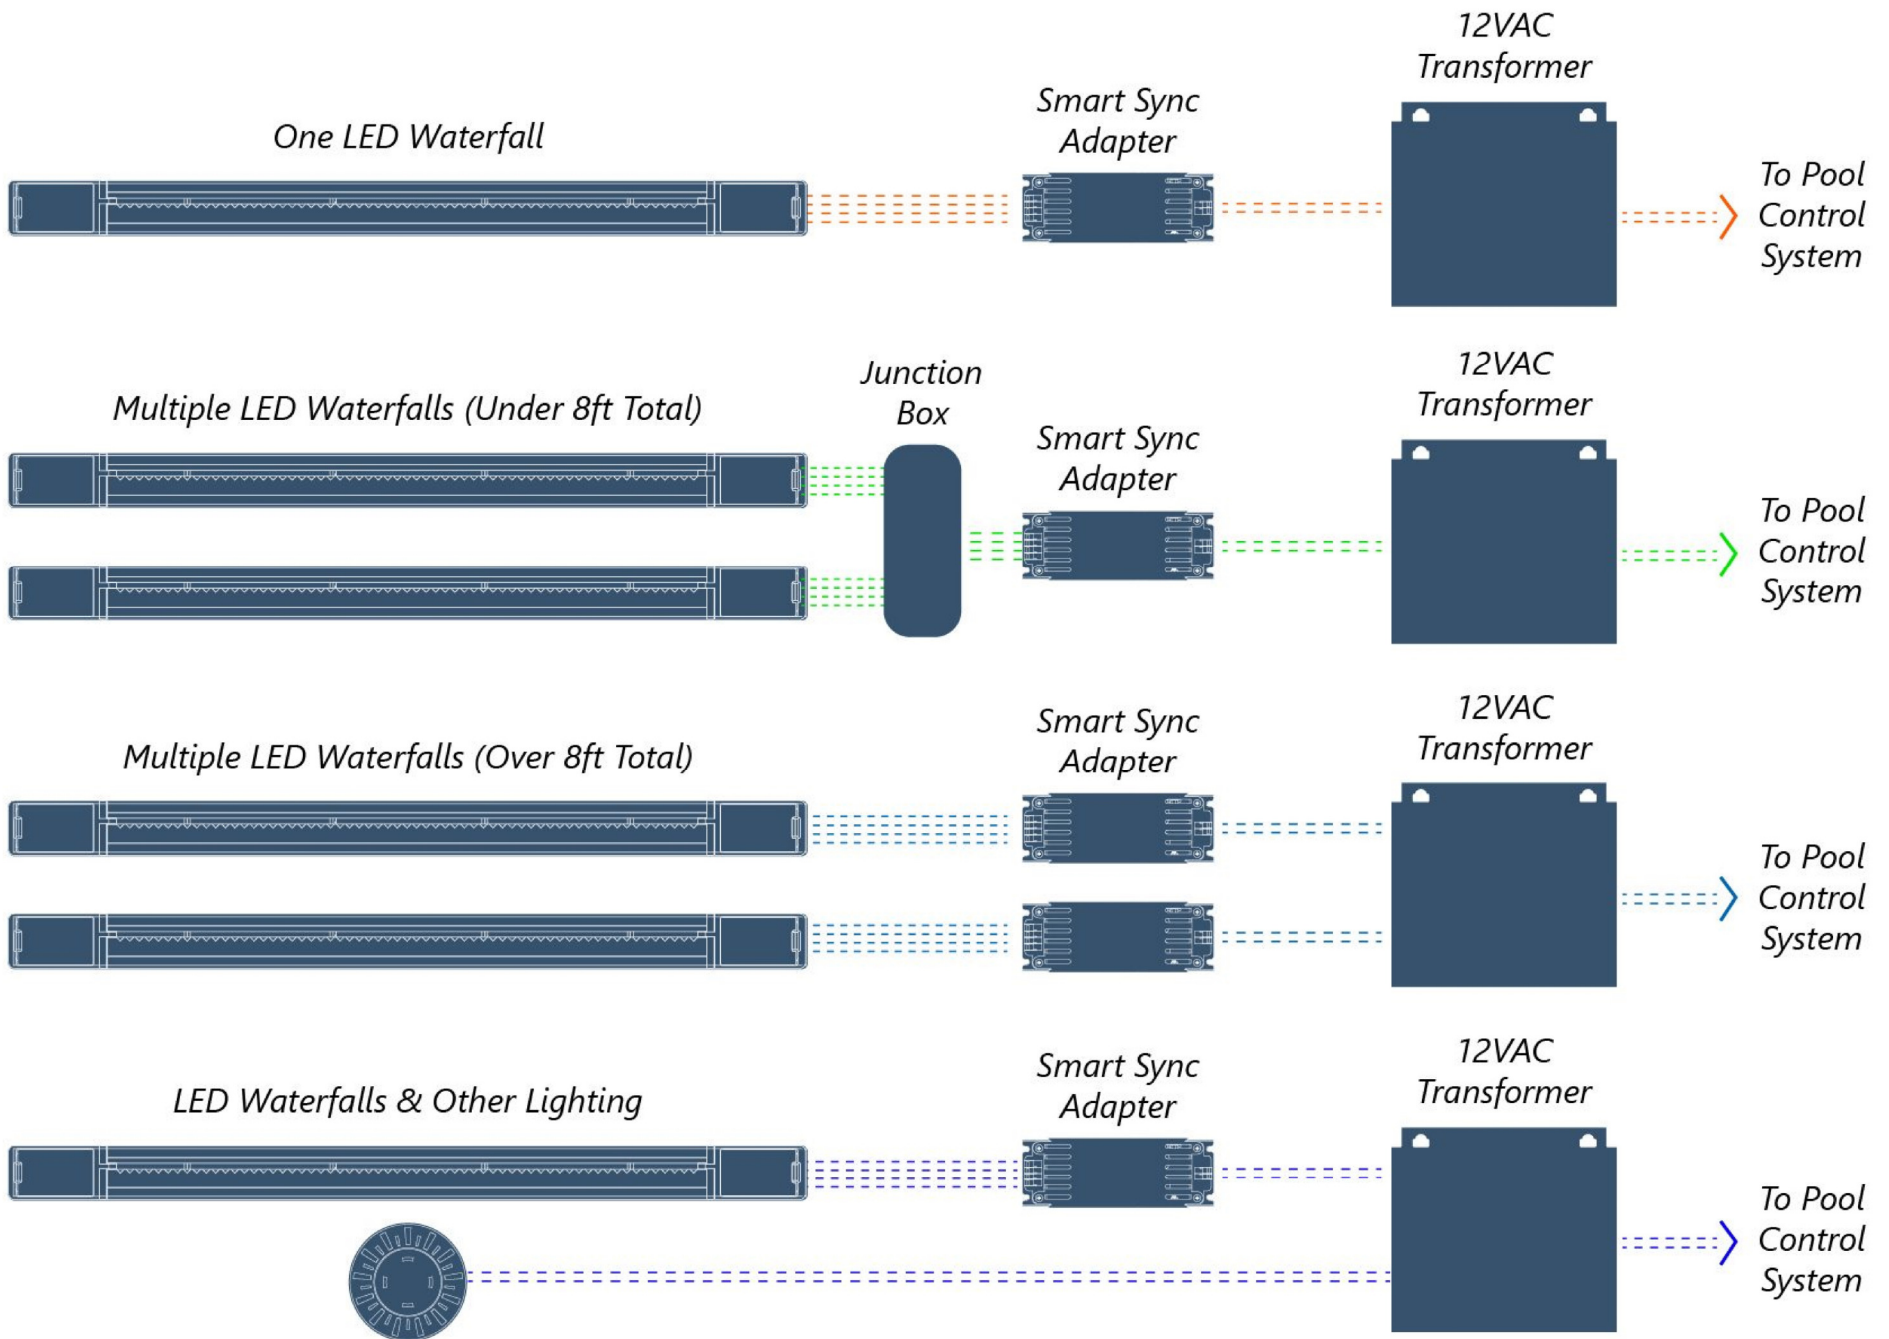 12VAC
Transformer
Smart Sync
Adapter
One LED Waterfall
To Pool
Control
System
12VAC
Transformer
Junction
Box
Multiple LED Waterfalls (Under 8ft Total)
Smart Sync
Adapter
To Pool
Control
System
12VAC
Transformer
Smart Sync
Adapter
Multiple LED Waterfalls (Over 8ft Total)
To Pool
Control
System
12VAC
Transformer
Smart Sync
Adapter
LED Waterfalls & Other Lighting
To Pool
Control
System